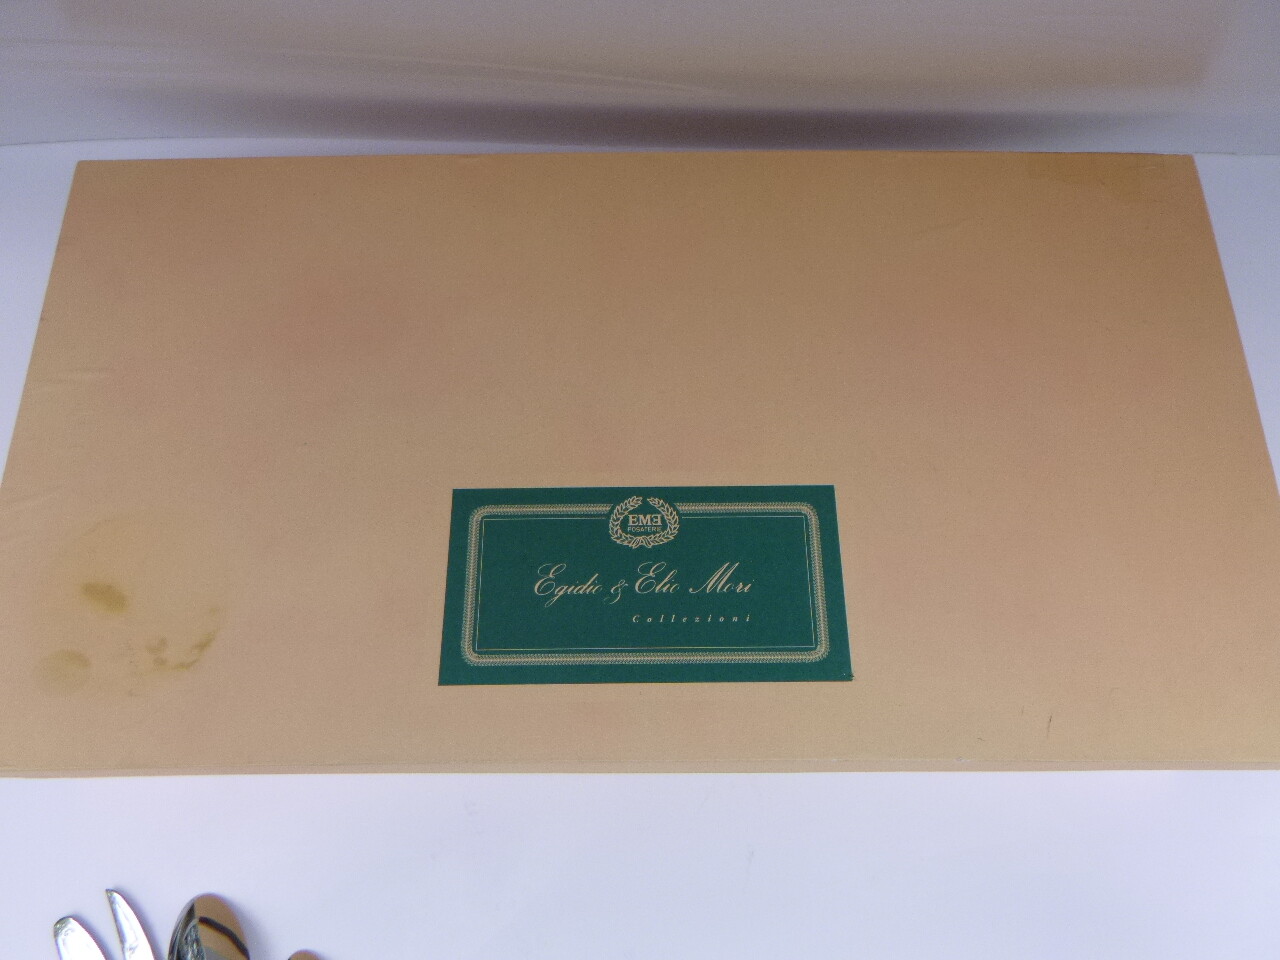 EME
POSATERIE
Egidio & Elio Mori
Collezioni